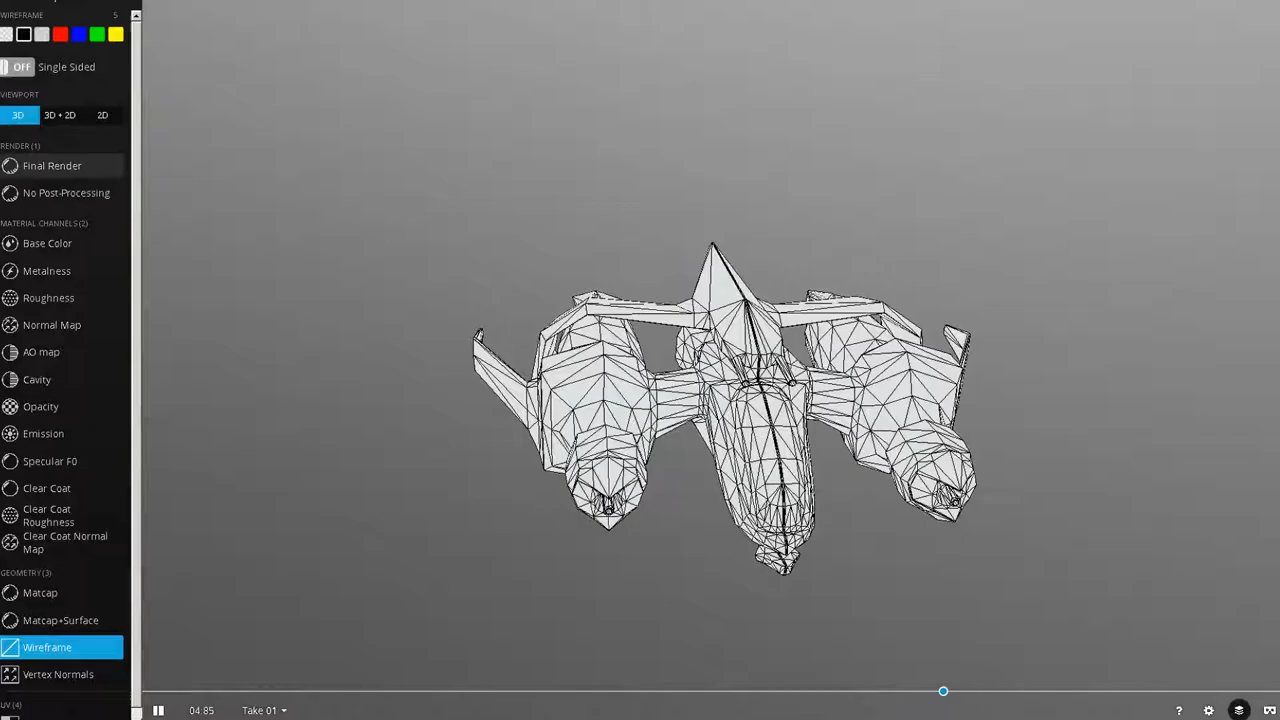 WIREFRAME 5
OFF Single Sided
VIEWPORT
3D 3D + 2D 2D
RENDER (1)
Final Render
No Post-Processing
MATERIAL CHANNELS (2)
Base Color
Metalness
Roughness
Normal Map
AO map
Cavity
Opacity
Emission
Specular F0
Clear Coat
Clear Coat
Roughness
Clear Coat Normal
Map
GEOMETRY (3)
Matcap
Matcap+Surface
Wireframe
Vertex Normals
UV (4)
04:85 Take 01 ?